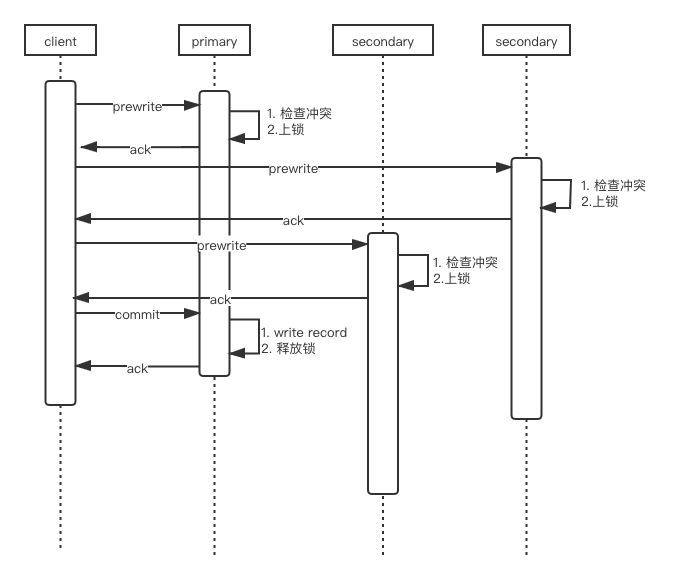 client
primary
secondary
secondary
prewrite
1. 检查冲突
2.上锁
ack
prewrite
1. 检查冲突
2.上锁
ack
prewrite
1. 检查冲突
2.上锁
ack
commit
1. write record
2. 释放锁
ack